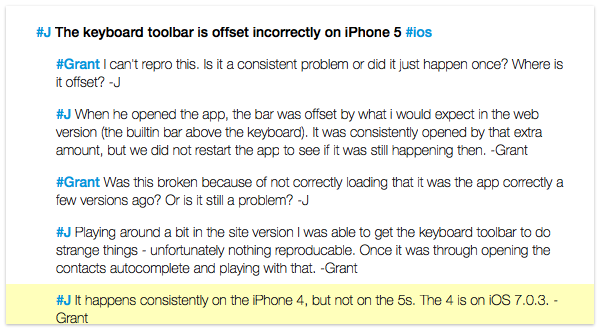 #J The keyboard toolbar is offset incorrectly on iPhone 5 #ios
#Grant I can't repro this. Is it a consistent problem or did it just happen once? Where is
it offset? -J
#J When he opened the app, the bar was offset by what i would expect in the web
version (the builtin bar above the keyboard). It was consistently opened by that extra
amount, but we did not restart the app to see if it was still happening then. -Grant
#Grant Was this broken because of not correctly loading that it was the app correctly a
few versions ago? Or is it still a problem? -J
#J Playing around a bit in the site version I was able to get the keyboard toolbar to do
strange things - unfortunately nothing reproducable. Once it was through opening the
contacts autocomplete and playing with that. -Grant
#J It happens consistently on the iPhone 4, but not on the 5s. The 4 is on iOS 7.0.3. -
Grant